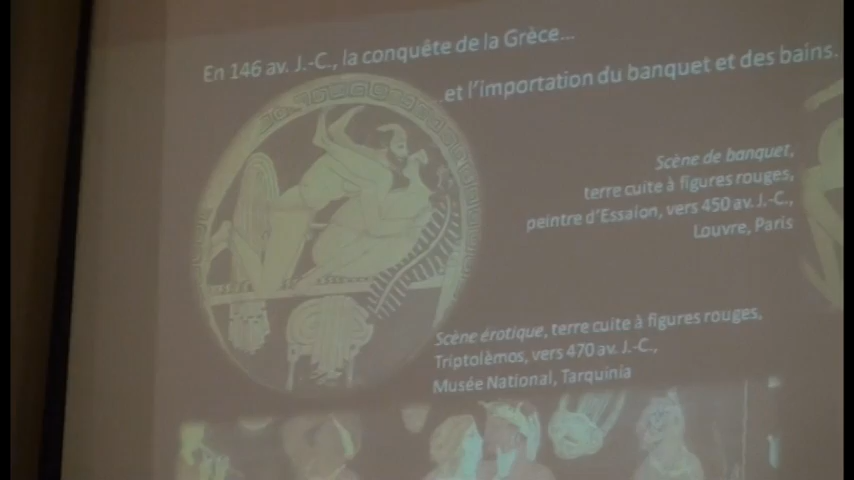 En 146 av. J.-C., la conquête de la Grèce...
...et l'importation du banquet et des bains.
Scène de banquet,
terre cuite à figures rouges,
peintre d'Essaion, vers 450 av. J.-C.,
Louvre, Paris
Scène érotique, terre cuite à figures rouges,
Triptolèmos, vers 470 av. J.-C.,
Musée National, Tarquinia